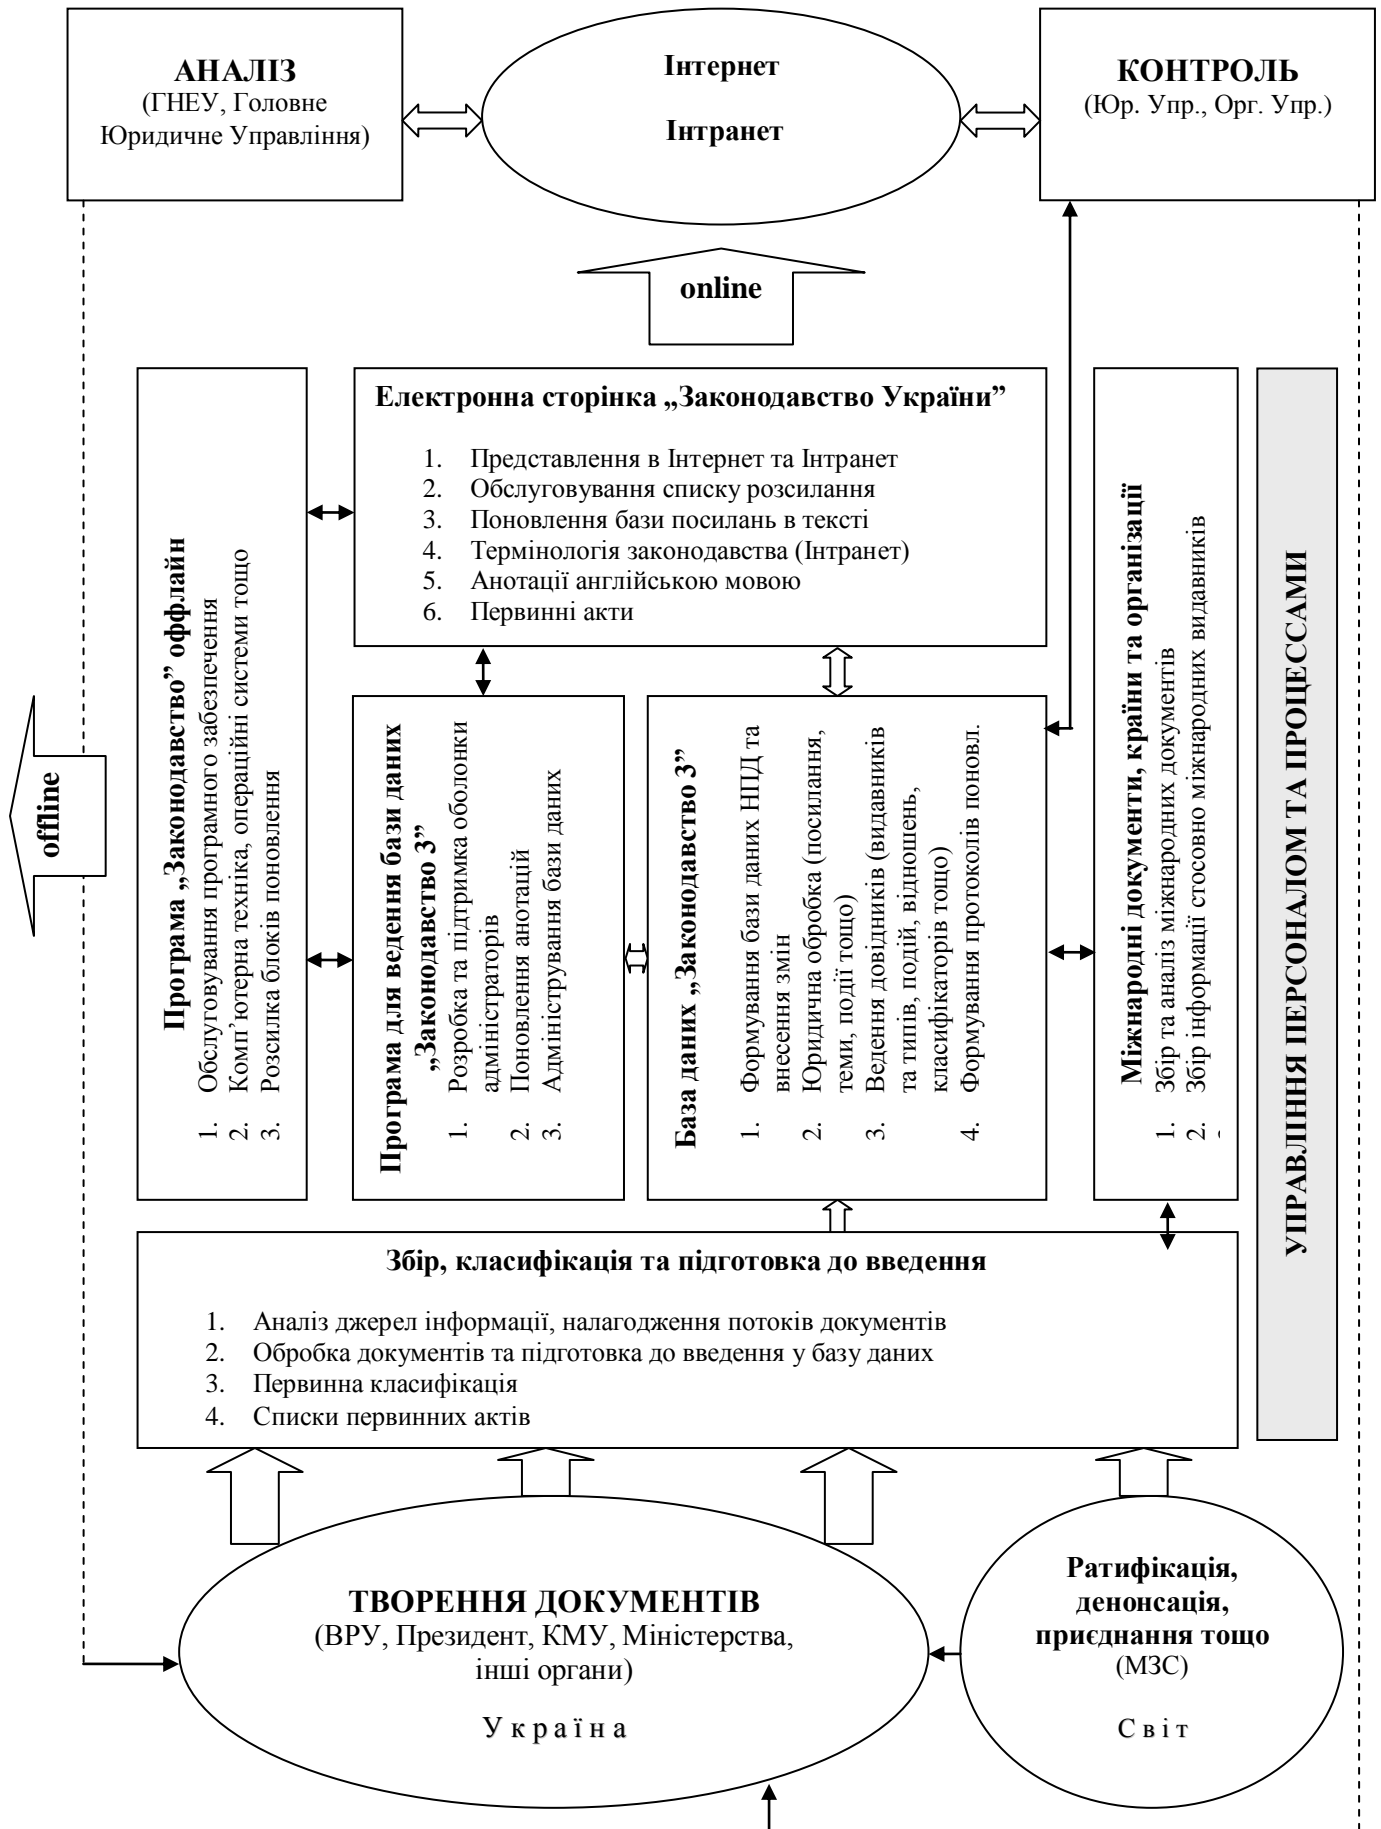 АНАЛІЗ
(ГНЕУ, Головне
Юридичне Управління)
Інтернет
Інтранет
КОНТРОЛЬ
(Юр. Упр., Орг. Упр.)
online
Електронна сторінка „Законодавство України”
1. Представлення в Інтернет та Інтранет
2. Обслуговування списку розсилання
3. Поновлення бази посилань в тексті
4. Термінологія законодавства (Інтранет)
5. Анотації англійською мовою
6. Первинні акти
offline
Програма „Законодавство” оффлайн
1. Обслуговування програмного забезпечення
2. Комп’ютерна техніка, операційні системи тощо
3. Розсилка блоків поновлення
Програма для ведення бази даних
„Законодавство 3”
1. Розробка та підтримка оболонки
адміністраторів
2. Поновлення анотацій
3. Адміністрування бази даних
База даних „Законодавство 3”
1. Формування бази даних НПД та
внесення змін
2. Юридична обробка (посилання,
теми, події тощо)
3. Ведення довідників (видавників
та типів, подій, відношень,
класифікаторів тощо)
4. Формування протоколів поновл.
Міжнародні документи, країни та організації
1. Збір та аналіз міжнародних документів
2. Збір інформації стосовно міжнародних видавників
УПРАВЛІННЯ ПЕРСОНАЛОМ ТА ПРОЦЕССАМИ
Збір, класифікація та підготовка до введення
1. Аналіз джерел інформації, налагодження потоків документів
2. Обробка документів та підготовка до введення у базу даних
3. Первинна класифікація
4. Списки первинних актів
ТВОРЕННЯ ДОКУМЕНТІВ
(ВРУ, Президент, КМУ, Міністерства,
інші органи)
У к р а ї н а
Ратифікація,
денонсація,
приєднання тощо
(МЗС)
С в і т